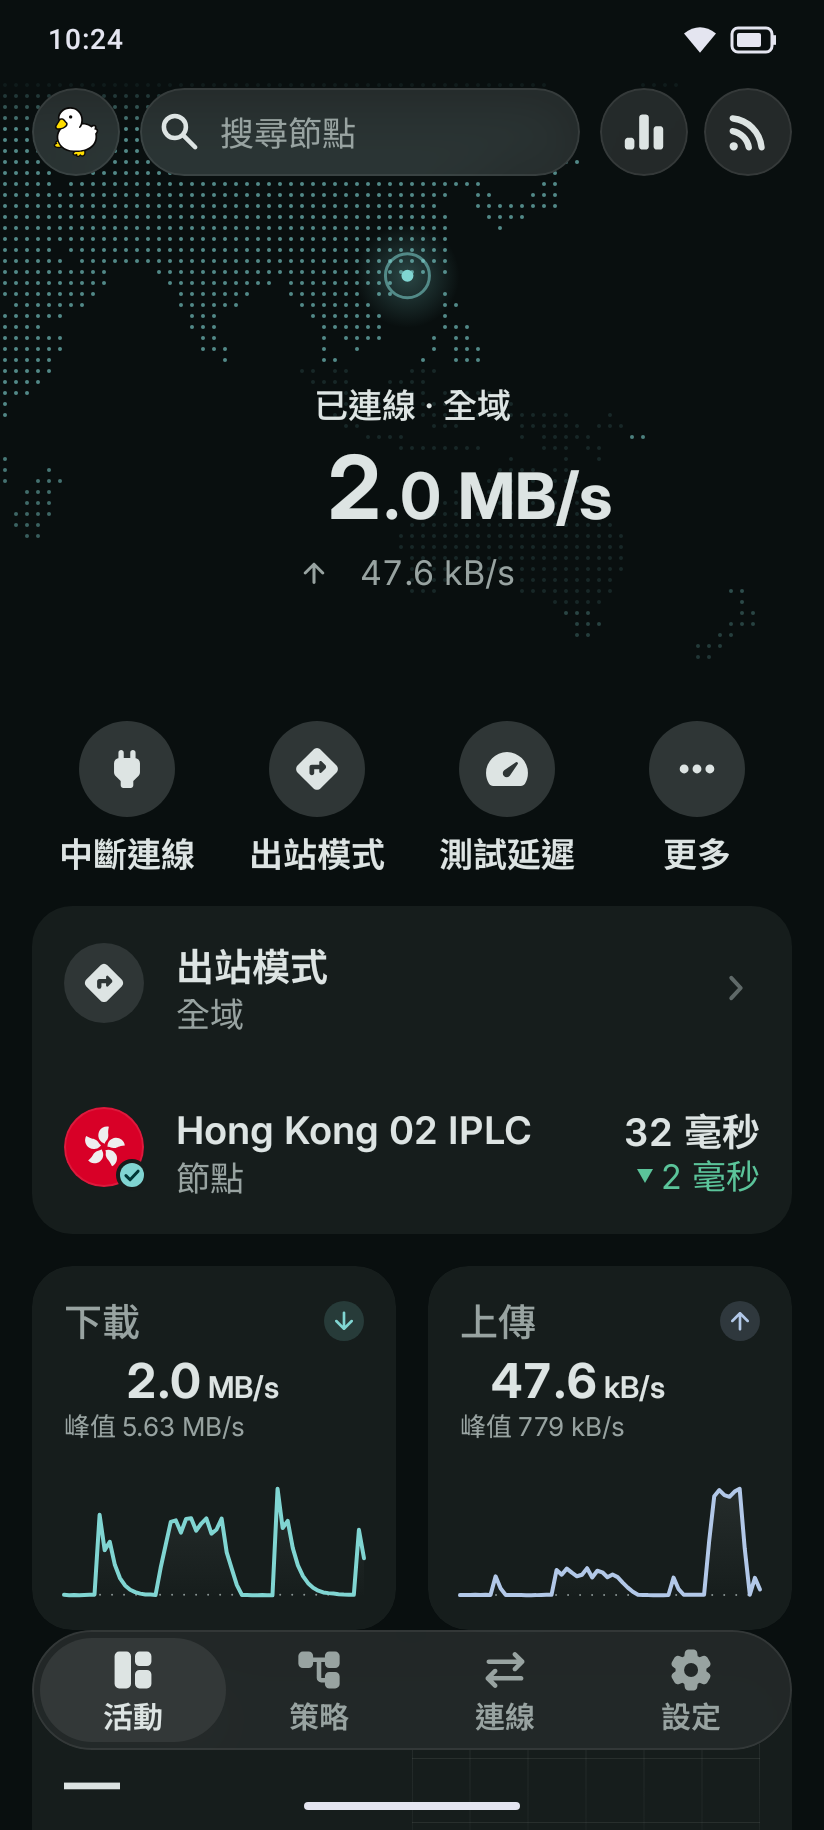 10:24
搜尋節點
已連線 · 全域
2.0 MB/s
↑ 47.6 kB/s
中斷連線
出站模式
測試延遲
更多
出站模式
全域
Hong Kong 02 IPLC
32 毫秒
節點
▼2 毫秒
下載
2.0 MB/s
峰值 5.63 MB/s
上傳
47.6 kB/s
峰值 779 kB/s
活動
策略
連線
設定